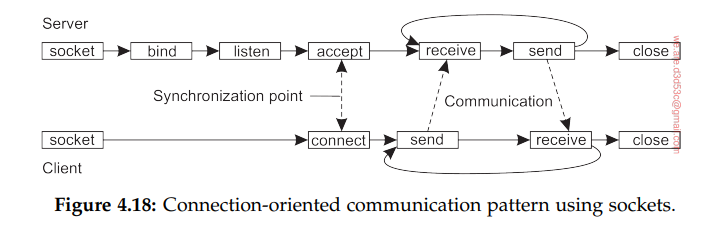 Server
socket bind listen accept receive send close
Synchronization point
Communication
socket connect send receive close
Client
Figure 4.18: Connection-oriented communication pattern using sockets.